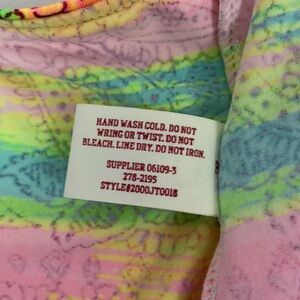 HAND WASH COLD. DO NOT
WRING OR TWIST. DO NOT
BLEACH. LINE DRY. DO NOT IRON.
SUPPLIER 06109-3
278-2195
STYLE#2000JT0018